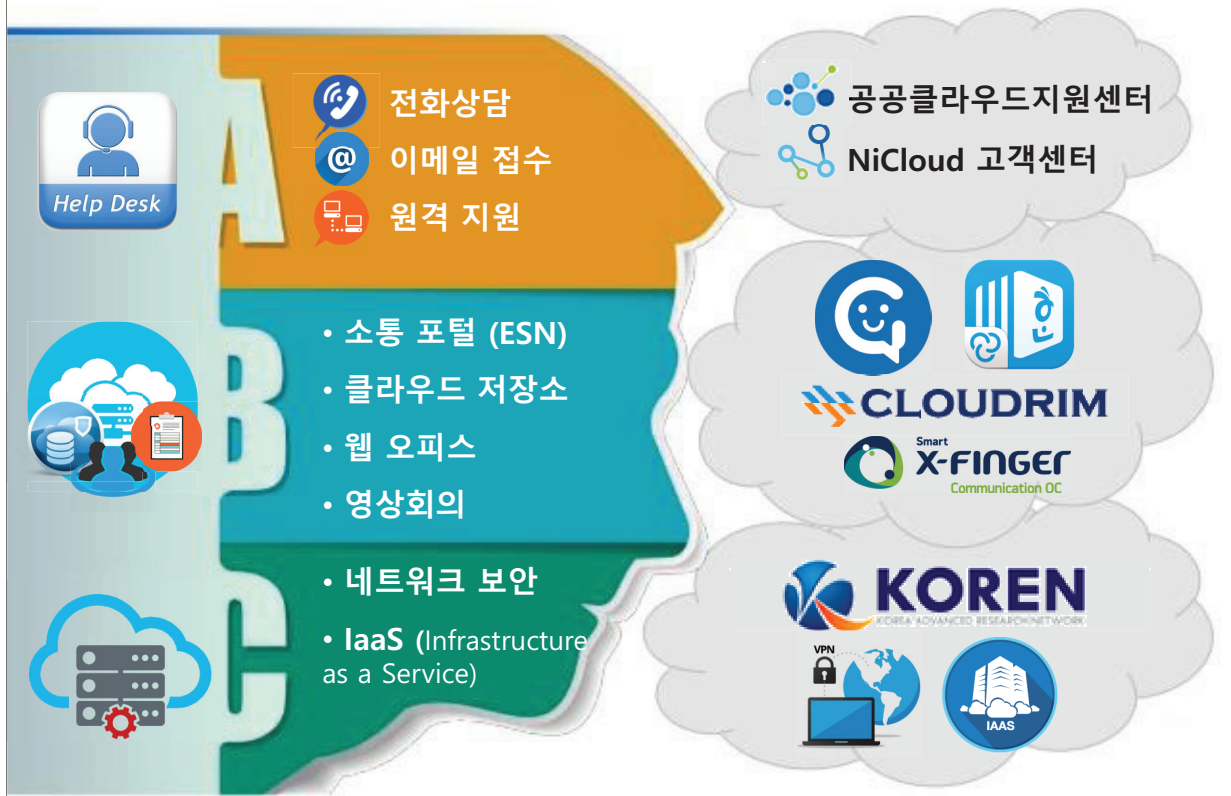 Help Desk
A
전화상담
이메일 접수
원격 지원
공공클라우드지원센터
NiCloud 고객센터
B
• 소통 포털 (ESN)
• 클라우드 저장소
• 웹 오피스
• 영상회의
한
CLOUDRIM
Smart
X-FINGER
Communication OC
C
• 네트워크 보안
• IaaS (Infrastructure
as a Service)
KOREN
KOREA ADVANCED RESEARCH NETWORK
VPN
IAAS